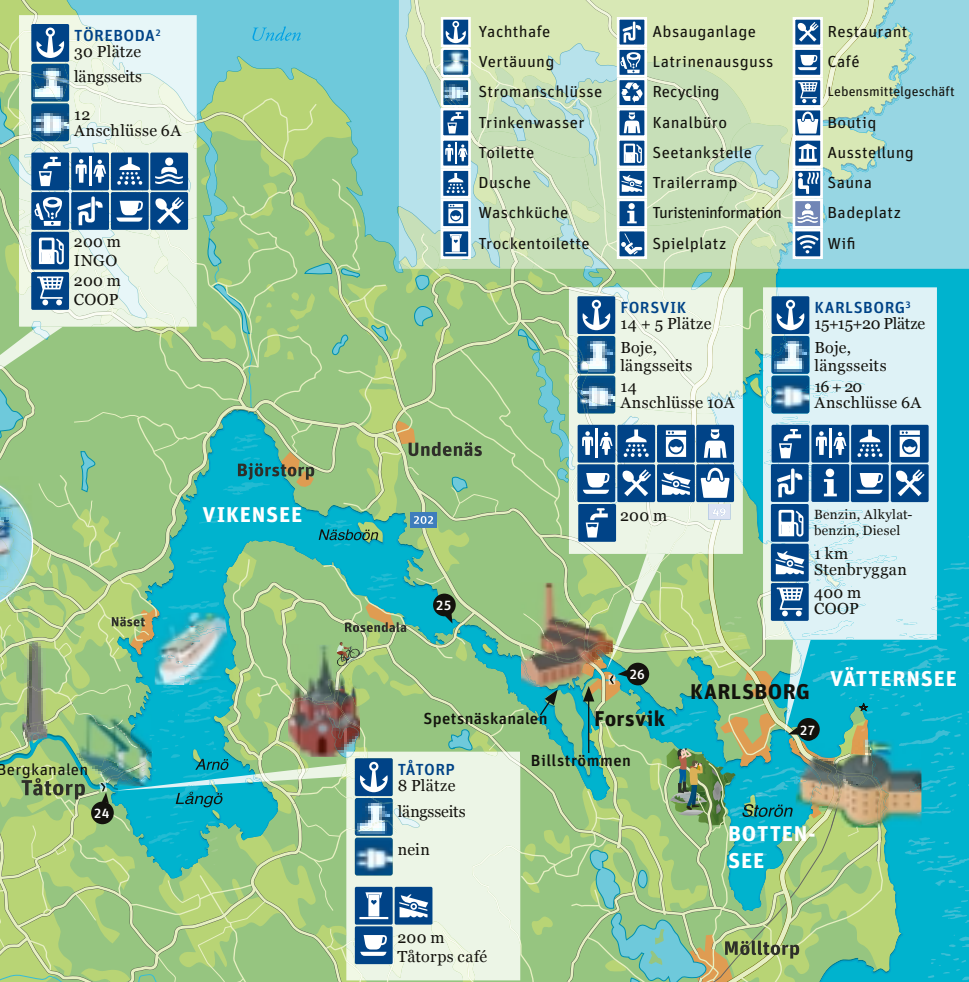 TÖREBODA²
30 Plätze
längsseits
12
Anschlüsse 6A
200 m
INGO
200 m
COOP
Unden
Yachthafe
Vertäuung
Stromanschlüsse
Trinkenwasser
Toilette
Dusche
Waschküche
Trockentoilette
Absauganlage
Latrinenausguss
Recycling
Kanalbüro
Seetankstelle
Trailerramp
Turisteninformation
Spielplatz
Restaurant
Café
Lebensmittelgeschäft
Boutiq
Ausstellung
Sauna
Badeplatz
Wifi
FORSVIK
14 + 5 Plätze
Boje,
längsseits
14
Anschlüsse 10A
200 m
49
KARLSBORG³
15+15+20 Plätze
Boje,
längsseits
16 + 20
Anschlüsse 6A
Benzin, Alkylat-
benzin, Diesel
1 km
Stenbryggan
400 m
COOP
Undenäs
Björstorp
VIKENSEE
202
Näsboön
Näset
Rosendala
25
26
KARLSBORG
VÄTTERNSEE
Spetsnäskanalen
Forsvik
27
Billströmmen
Bergkanalen
Tåtorp
24
Arnö
Långö
Storön
BOTTEN-
SEE
TÅTORP
8 Plätze
längsseits
nein
200 m
Tåtorps café
Mölltorp